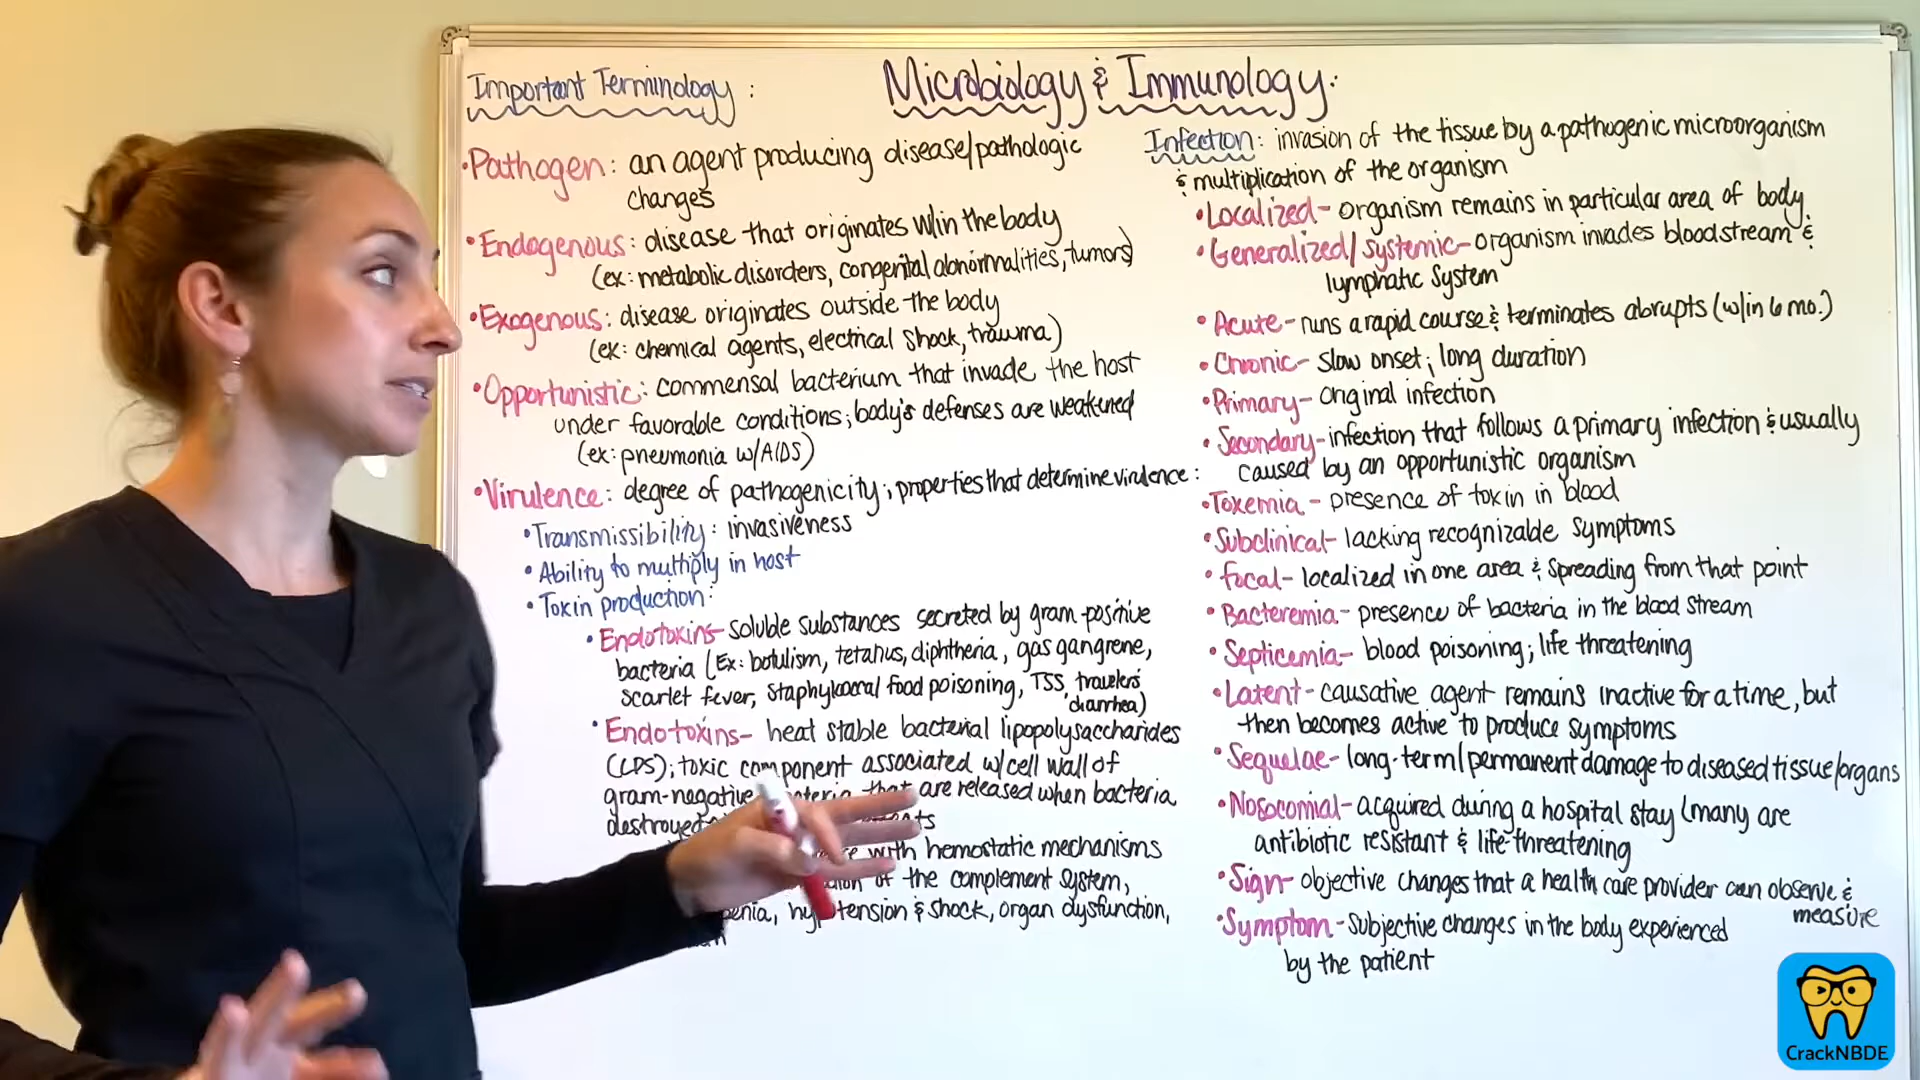 Important Terminology:
Microbiology & Immunology:
• Pathogen: an agent producing disease/pathologic
changes
• Endogenous: disease that originates w/in the body
(ex: metabolic disorders, congenital abnormalities, tumors)
• Exogenous: disease originates outside the body
(ex: chemical agents, electrical shock, trauma)
• Opportunistic: commensal bacterium that invade the host
under favorable conditions; body's defenses are weakened
(ex: pneumonia w/AIDS)
• Virulence: degree of pathogenicity; properties that determine virulence:
• Transmissibility: invasiveness
• Ability to multiply in host
• Toxin production:
• Endotoxins- soluble substances secreted by gram-positive
bacteria (Ex: botulism, tetanus, diphtheria, gas gangrene,
scarlet fever, staphylococcal food poisoning, TSS, travelers
diarrhea)
• Endotoxins- heat stable bacterial lipopolysaccharides
(LPS); toxic component associated w/cell wall of
gram-negative that are released when bacteria
destroyed
with hemostatic mechanisms
of the complement system,
hypotension & shock, organ dysfunction,
Infection: invasion of the tissue by a pathogenic microorganism
& multiplication of the organism
• Localized- organism remains in particular area of body.
• Generalized/systemic- organism invades bloodstream &
lymphatic system
• Acute- runs a rapid course & terminates abrupts (w/in 6 mo.)
• Chronic- slow onset; long duration
• Primary- original infection
• Secondary- infection that follows a primary infection & usually
caused by an opportunistic organism
• Toxemia- presence of toxin in blood
• Subclinical- lacking recognizable symptoms
• focal- localized in one area & spreading from that point
• Bacteremia- presence of bacteria in the blood stream
• Septicemia- blood poisoning; life threatening
• Latent- causative agent remains inactive for a time, but
then becomes active to produce symptoms
• Sequelae- long-term/permanent damage to diseased tissue/organs
• Nosocomial- acquired during a hospital stay (many are
antibiotic resistant & life-threatening
• Sign- objective changes that a health care provider can observe &
measure
• Symptom- subjective changes in the body experienced
by the patient
CrackNBDE